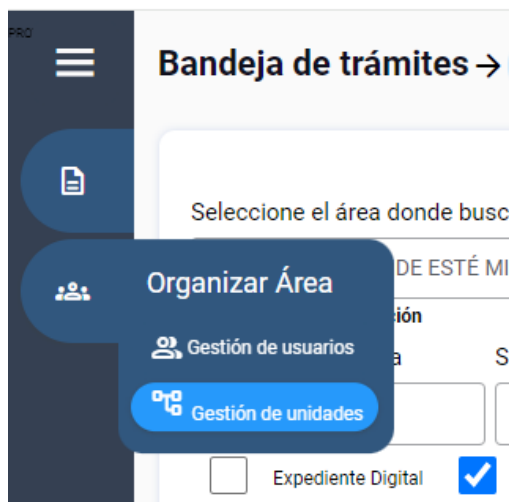 PRO
Bandeja de trámites →
Seleccione el área donde busc
DE ESTÉ MI
Organizar Área
ión
Gestión de usuarios
a S
Gestión de unidades
Expediente Digital